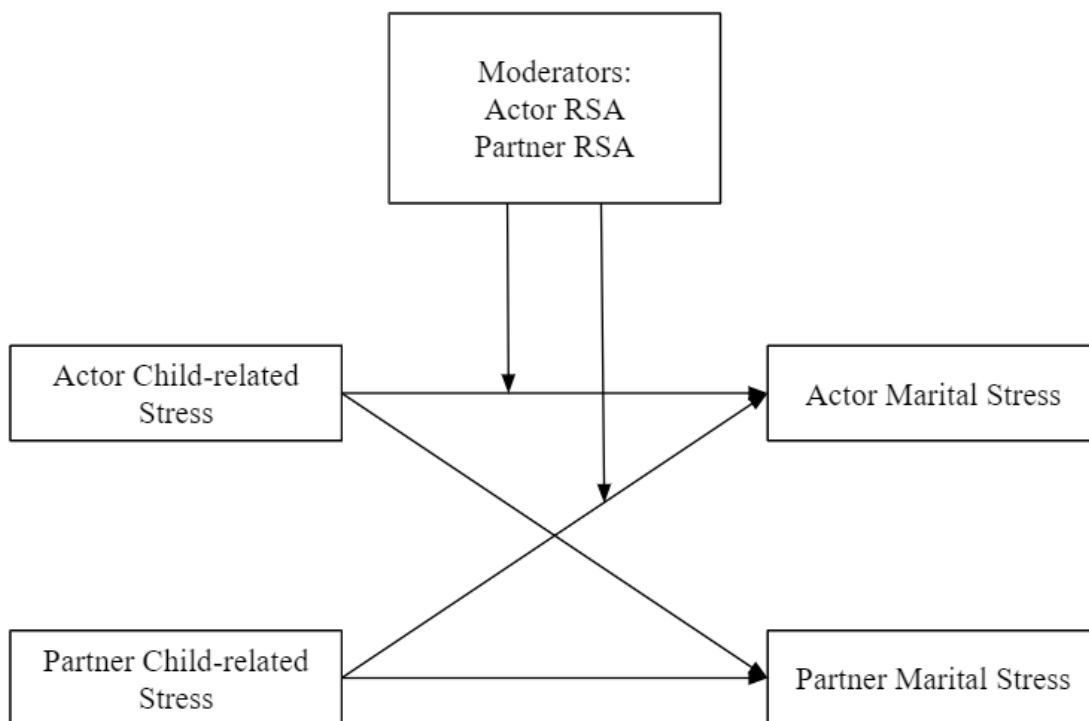 Moderators:
Actor RSA
Partner RSA
Actor Child-related
Stress
Actor Marital Stress
Partner Child-related
Stress
Partner Marital Stress